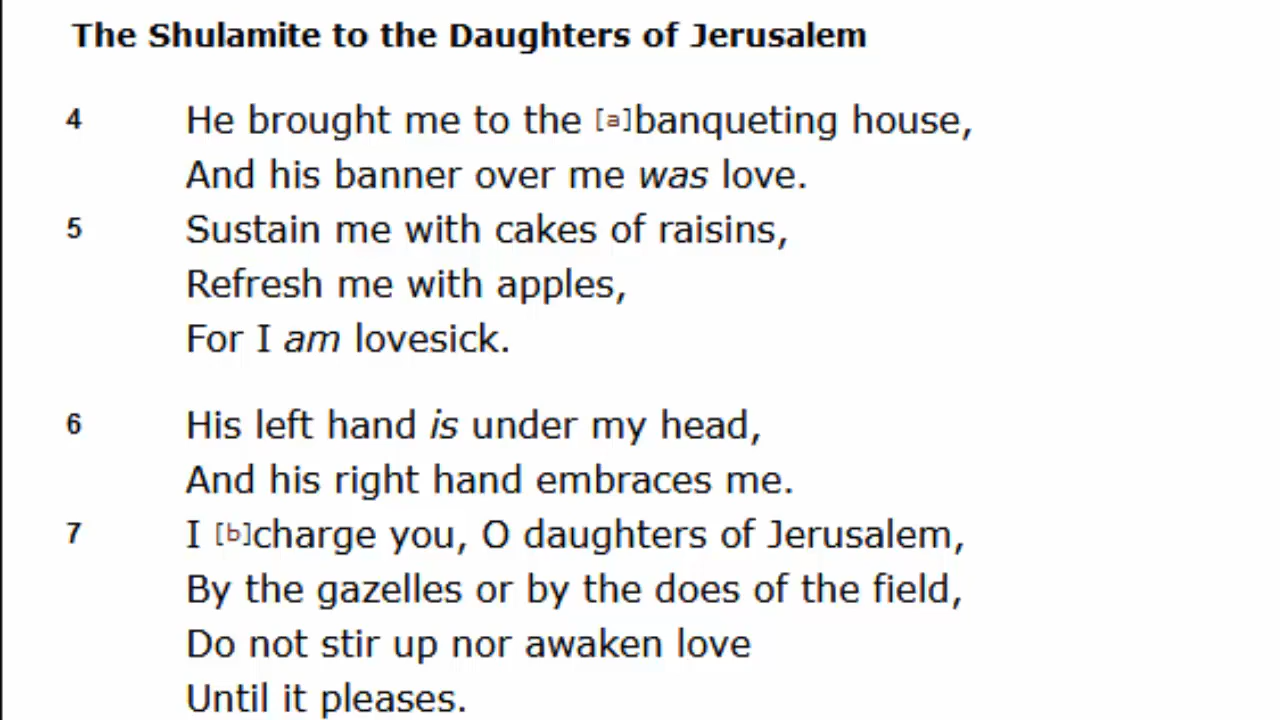 The Shulamite to the Daughters of Jerusalem
4 He brought me to the [a]banqueting house,
And his banner over me was love.
5 Sustain me with cakes of raisins,
Refresh me with apples,
For I am lovesick.
6 His left hand is under my head,
And his right hand embraces me.
7 I [b]charge you, O daughters of Jerusalem,
By the gazelles or by the does of the field,
Do not stir up nor awaken love
Until it pleases.